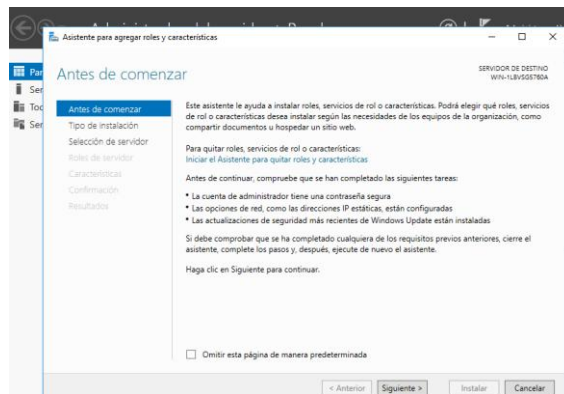 Asistente para agregar roles y características
Antes de comenzar
SERVIDOR DE DESTINO
Par
Ser
Toc
Ser
Antes de comenzar
Tipo de instalación
Selección de servidor
Roles de servidor
Características
Confirmación
Resultados
Este asistente le ayuda a instalar roles, servicios de rol o características. Podrá elegir qué roles, servicios
de rol o características desea instalar según las necesidades de los equipos de la organización, como
compartir documentos u hospedar un sitio web.
Para quitar roles, servicios de rol o características:
Iniciar el Asistente para quitar roles y características
Antes de continuar, compruebe que se han completado las siguientes tareas:
• La cuenta de administrador tiene una contraseña segura
• Las opciones de red, como las direcciones IP estáticas, están configuradas
• Las actualizaciones de seguridad más recientes de Windows Update están instaladas
Si debe comprobar que se ha completado cualquiera de los requisitos previos anteriores, cierre el
asistente, complete los pasos y, después, ejecute de nuevo el asistente.
Haga clic en Siguiente para continuar.
Omitir esta página de manera predeterminada
< Anterior
Siguiente >
Instalar
Cancelar